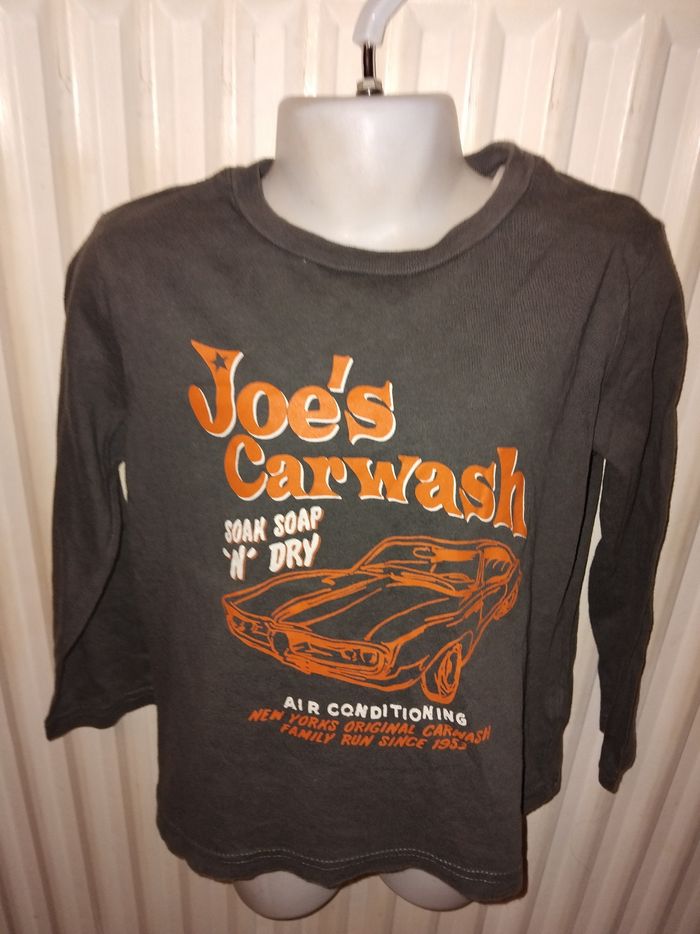 Joe's
Carwash
SOAK SOAP
'N' DRY
AIR CONDITIONING
NEW YORKS ORIGINAL CARWASH
FAMILY RUN SINCE